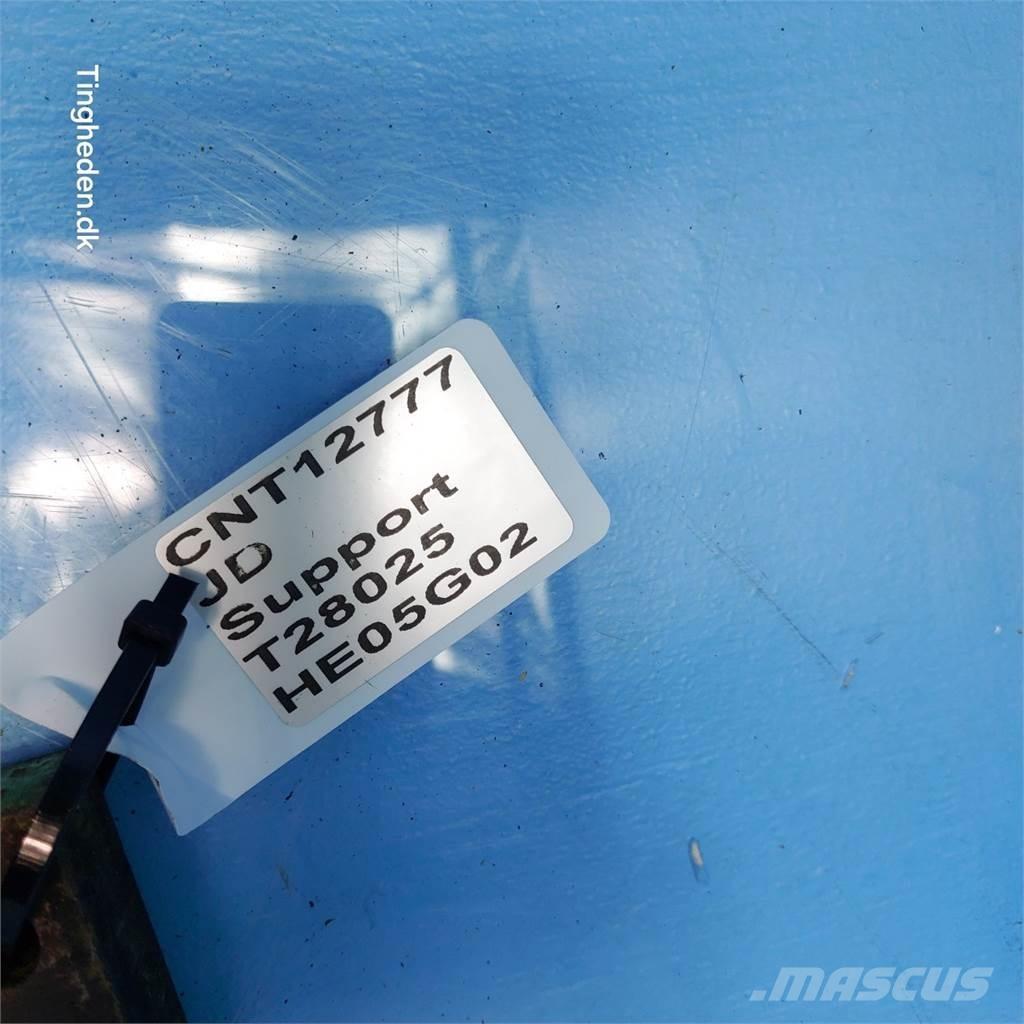 Tingheden.dk
CNT12777
JD
Support
T28025
HE05G02
.MASCUS